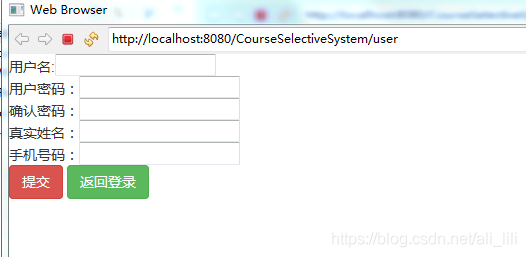 Web Browser
http://localhost:8080/CourseSelectiveSystem/user
用户名:
用户密码：
确认密码：
真实姓名：
手机号码：
提交 返回登录
https://blog.csdn.net/ali_lili